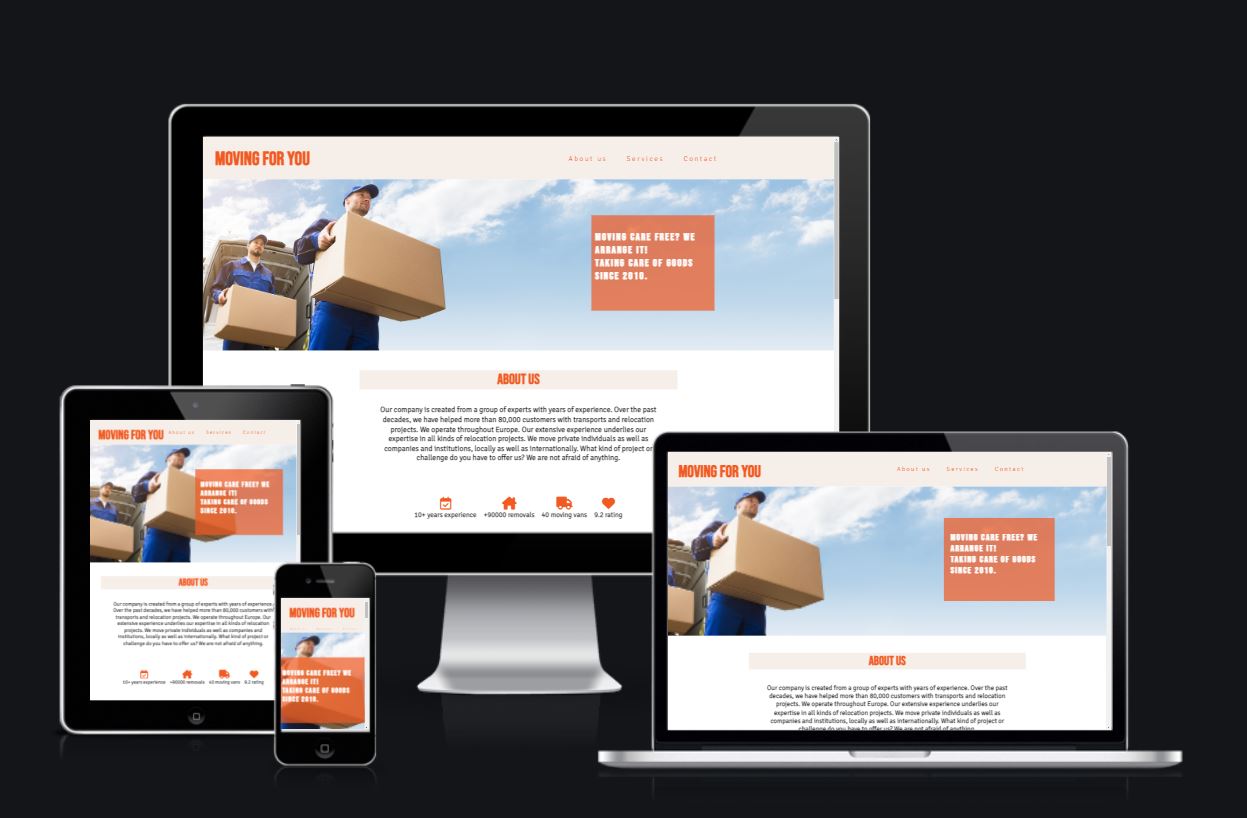 MOVING FOR YOU
About us Services Contact
MOVING CARE FREE? WE
ARRANGE IT!
TAKING CARE OF GOODS
SINCE 2010.
ABOUT US
Our company is created from a group of experts with years of experience. Over the past
decades, we have helped more than 80,000 customers with transports and relocation
projects. We operate throughout Europe. Our extensive experience underlies our
expertise in all kinds of relocation projects. We move private individuals as well as
companies and institutions, locally as well as internationally. What kind of project or
challenge do you have to offer us? We are not afraid of anything.
10+ years experience +90000 removals 40 moving vans 9.2 rating
MOVING FOR YOU About us Services Contact
MOVING CARE FREE? WE
ARRANGE IT!
TAKING CARE OF GOODS
SINCE 2010.
ABOUT US
Our company is created from a group of experts with years of experience.
Over the past decades, we have helped more than 80,000 customers with
transports and relocation projects. We operate throughout Europe. Our
extensive experience underlies our expertise in all kinds of relocation
projects. We move private individuals as well as companies and
institutions, locally as well as internationally. What kind of project or
challenge do you have to offer us? We are not afraid of anything.
10+ years experience +90000 removals 40 moving vans 9.2 rating
MOVING FOR YOU
MOVING CARE FREE? WE
ARRANGE IT!
TAKING CARE OF GOODS
SINCE 2010.
MOVING FOR YOU
About us Services Contact
MOVING CARE FREE? WE
ARRANGE IT!
TAKING CARE OF GOODS
SINCE 2010.
ABOUT US
Our company is created from a group of experts with years of experience. Over the past
decades, we have helped more than 80,000 customers with transports and relocation
projects. We operate throughout Europe. Our extensive experience underlies our
expertise in all kinds of relocation projects. We move private individuals as well as
companies and institutions, locally as well as internationally. What kind of project or
challenge do you have to offer us? We are not afraid of anything.